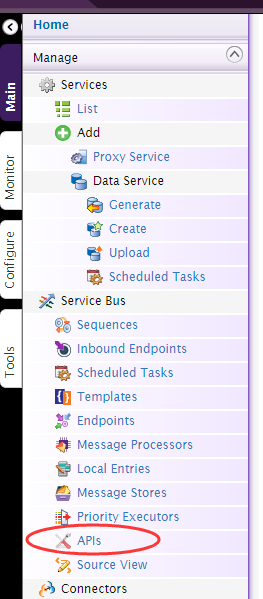 Home
Manage
Services
List
Add
Proxy Service
Data Service
Generate
Create
Upload
Scheduled Tasks
Service Bus
Sequences
Inbound Endpoints
Scheduled Tasks
Templates
Endpoints
Message Processors
Local Entries
Message Stores
Priority Executors
APIs
Source View
Connectors
Main
Monitor
Configure
Tools